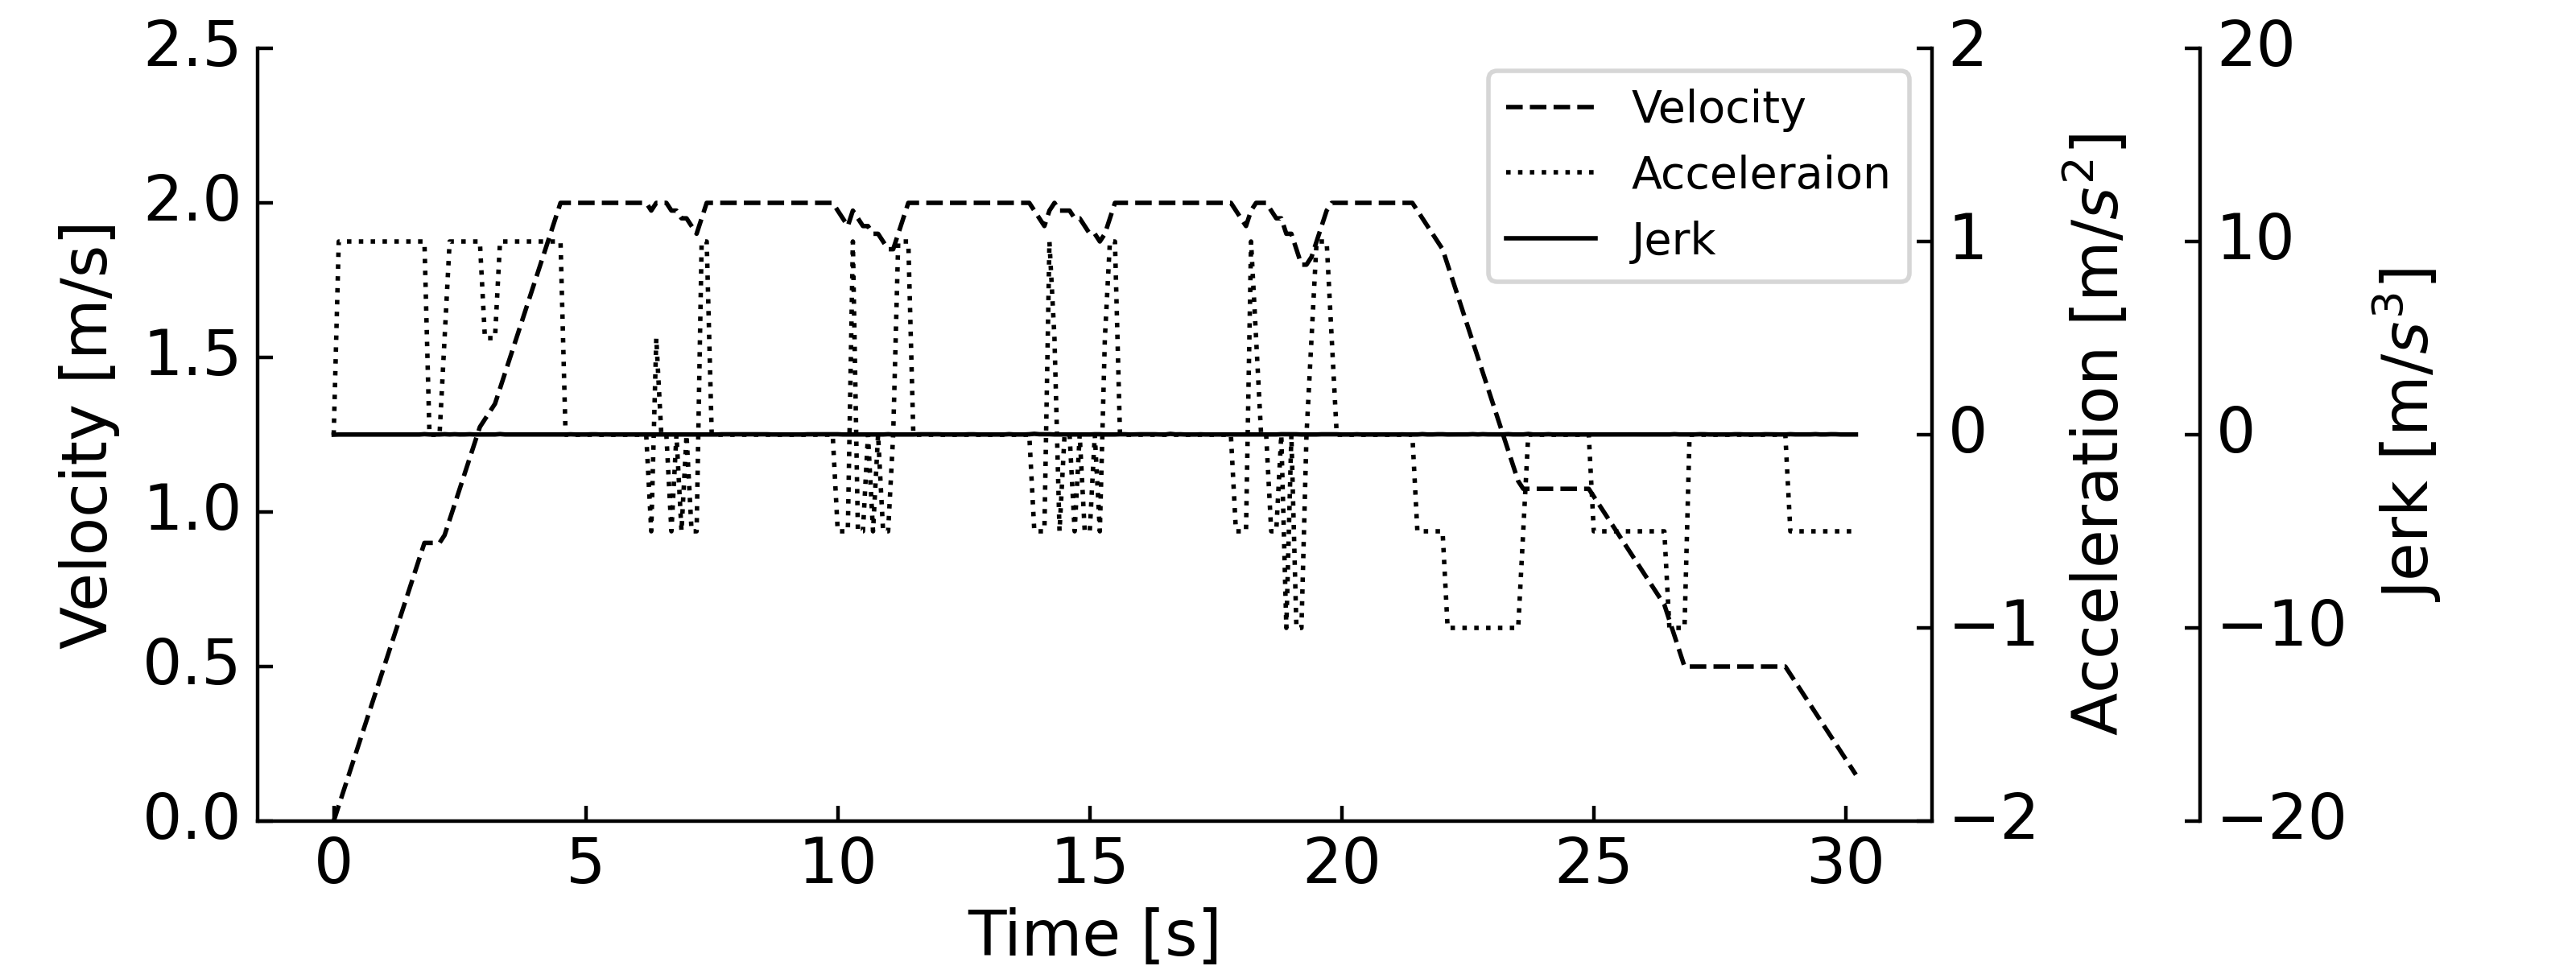 2.5
2.0
1.5
1.0
0.5
0.0
Velocity [m/s]
0 5 10 15 20 25 30
Time [s]
Velocity
Acceleraion
Jerk
2
1
0
−1
−2
Acceleration [m/s²]
20
10
0
−10
−20
Jerk [m/s³]